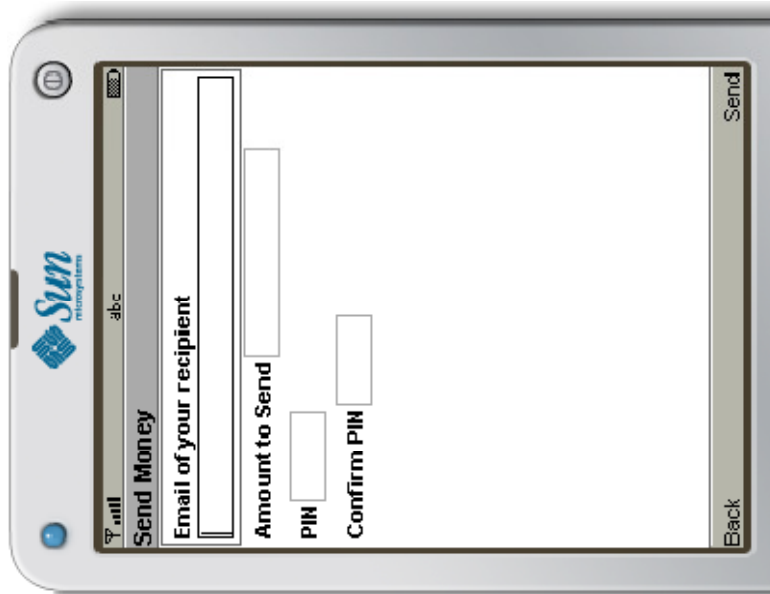 Sun
microsystems
abc
Send Money
Email of your recipient
Amount to Send
PIN
Confirm PIN
Back Send